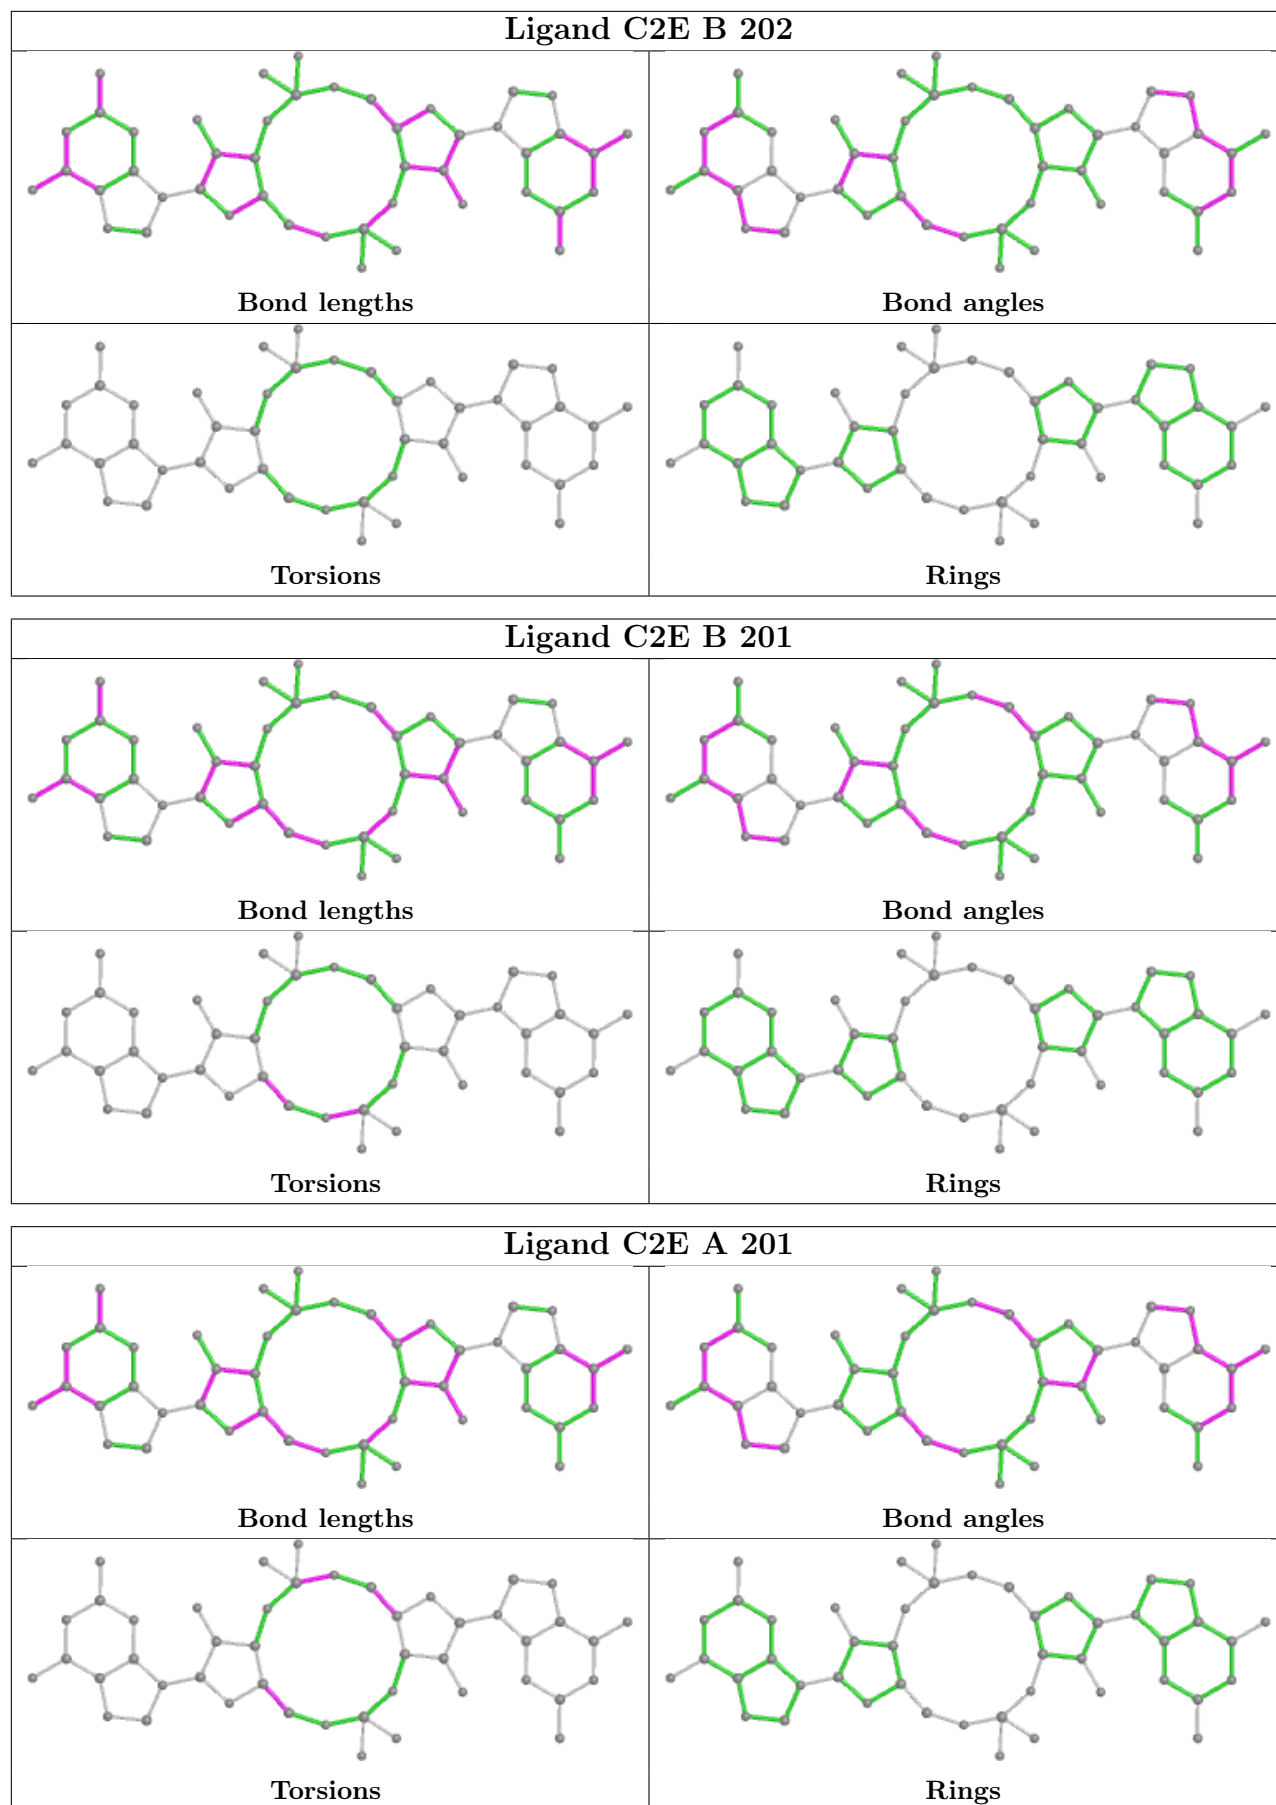 Ligand C2E B 202
Bond lengths
Bond angles
Torsions
Rings
Ligand C2E B 201
Bond lengths
Bond angles
Torsions
Rings
Ligand C2E A 201
Bond lengths
Bond angles
Torsions
Rings